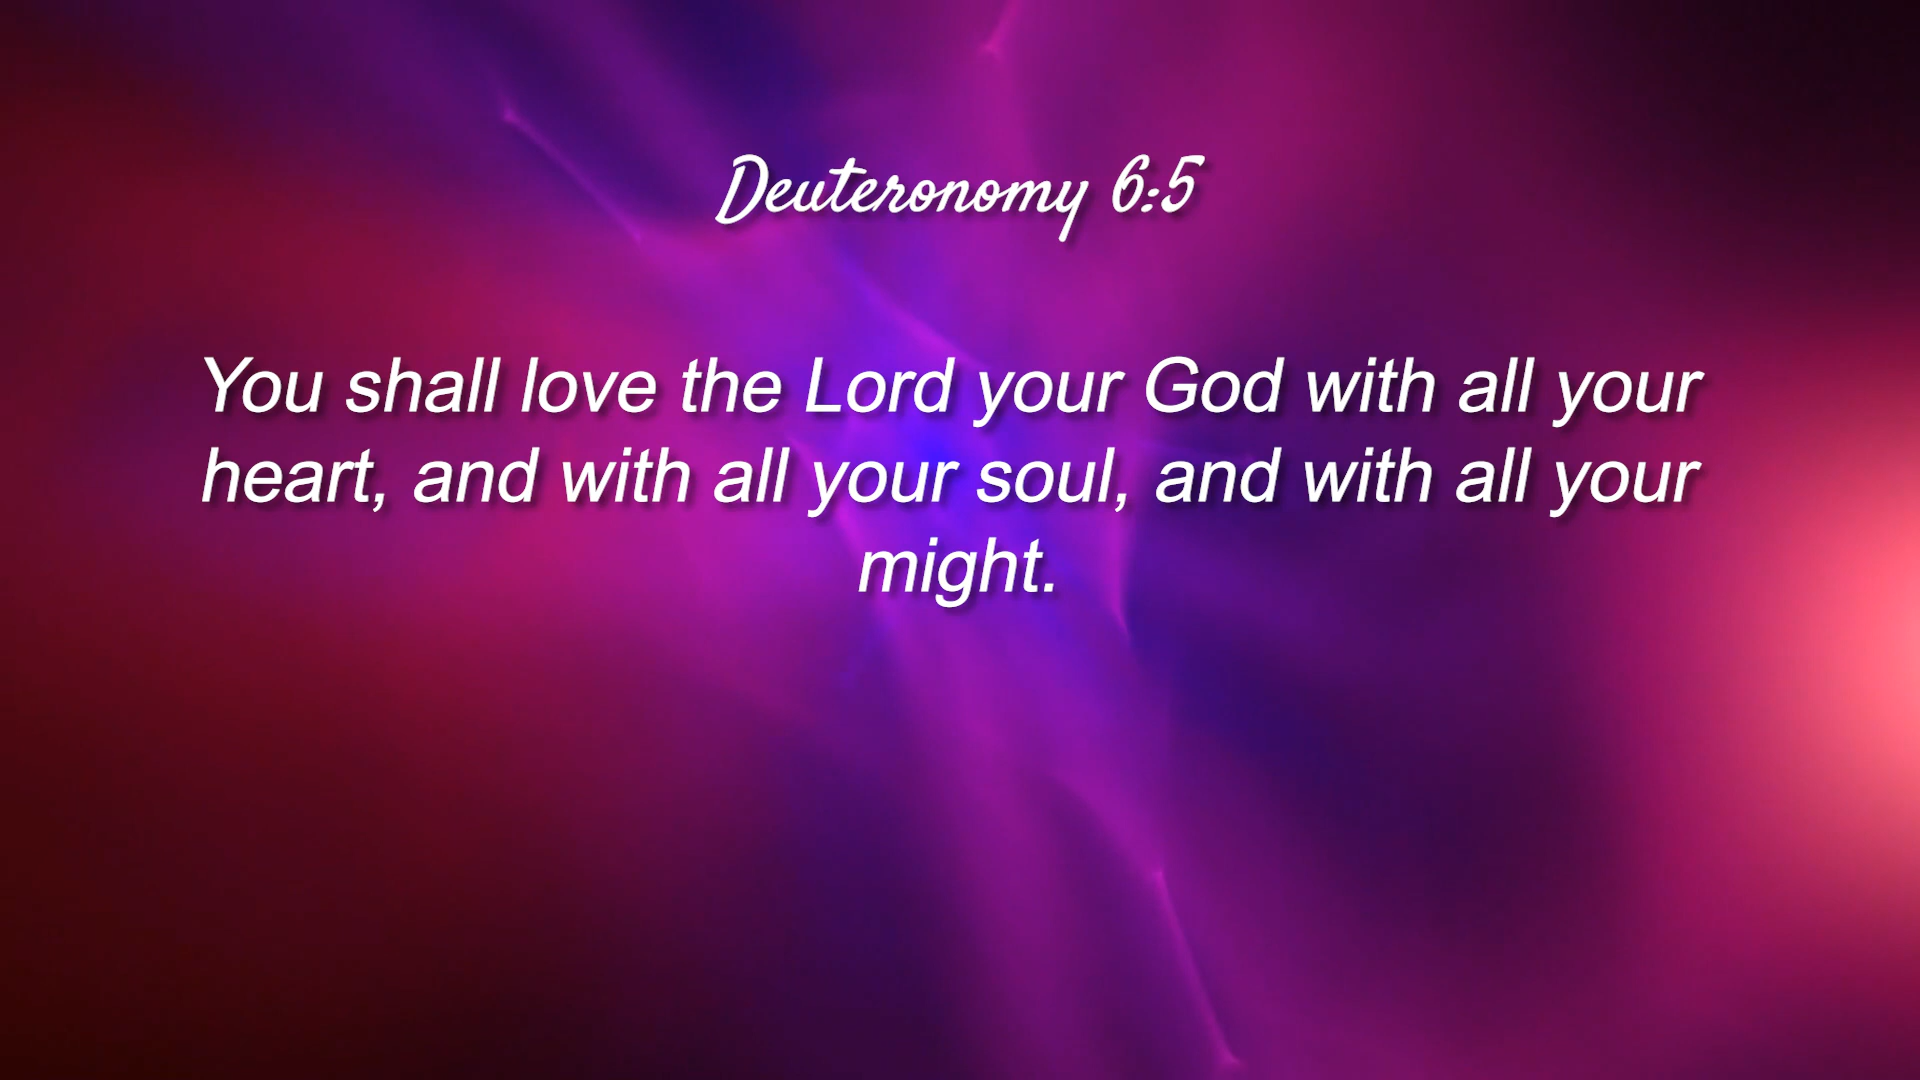 Deuteronomy 6:5
You shall love the Lord your God with all your
heart, and with all your soul, and with all your
might.